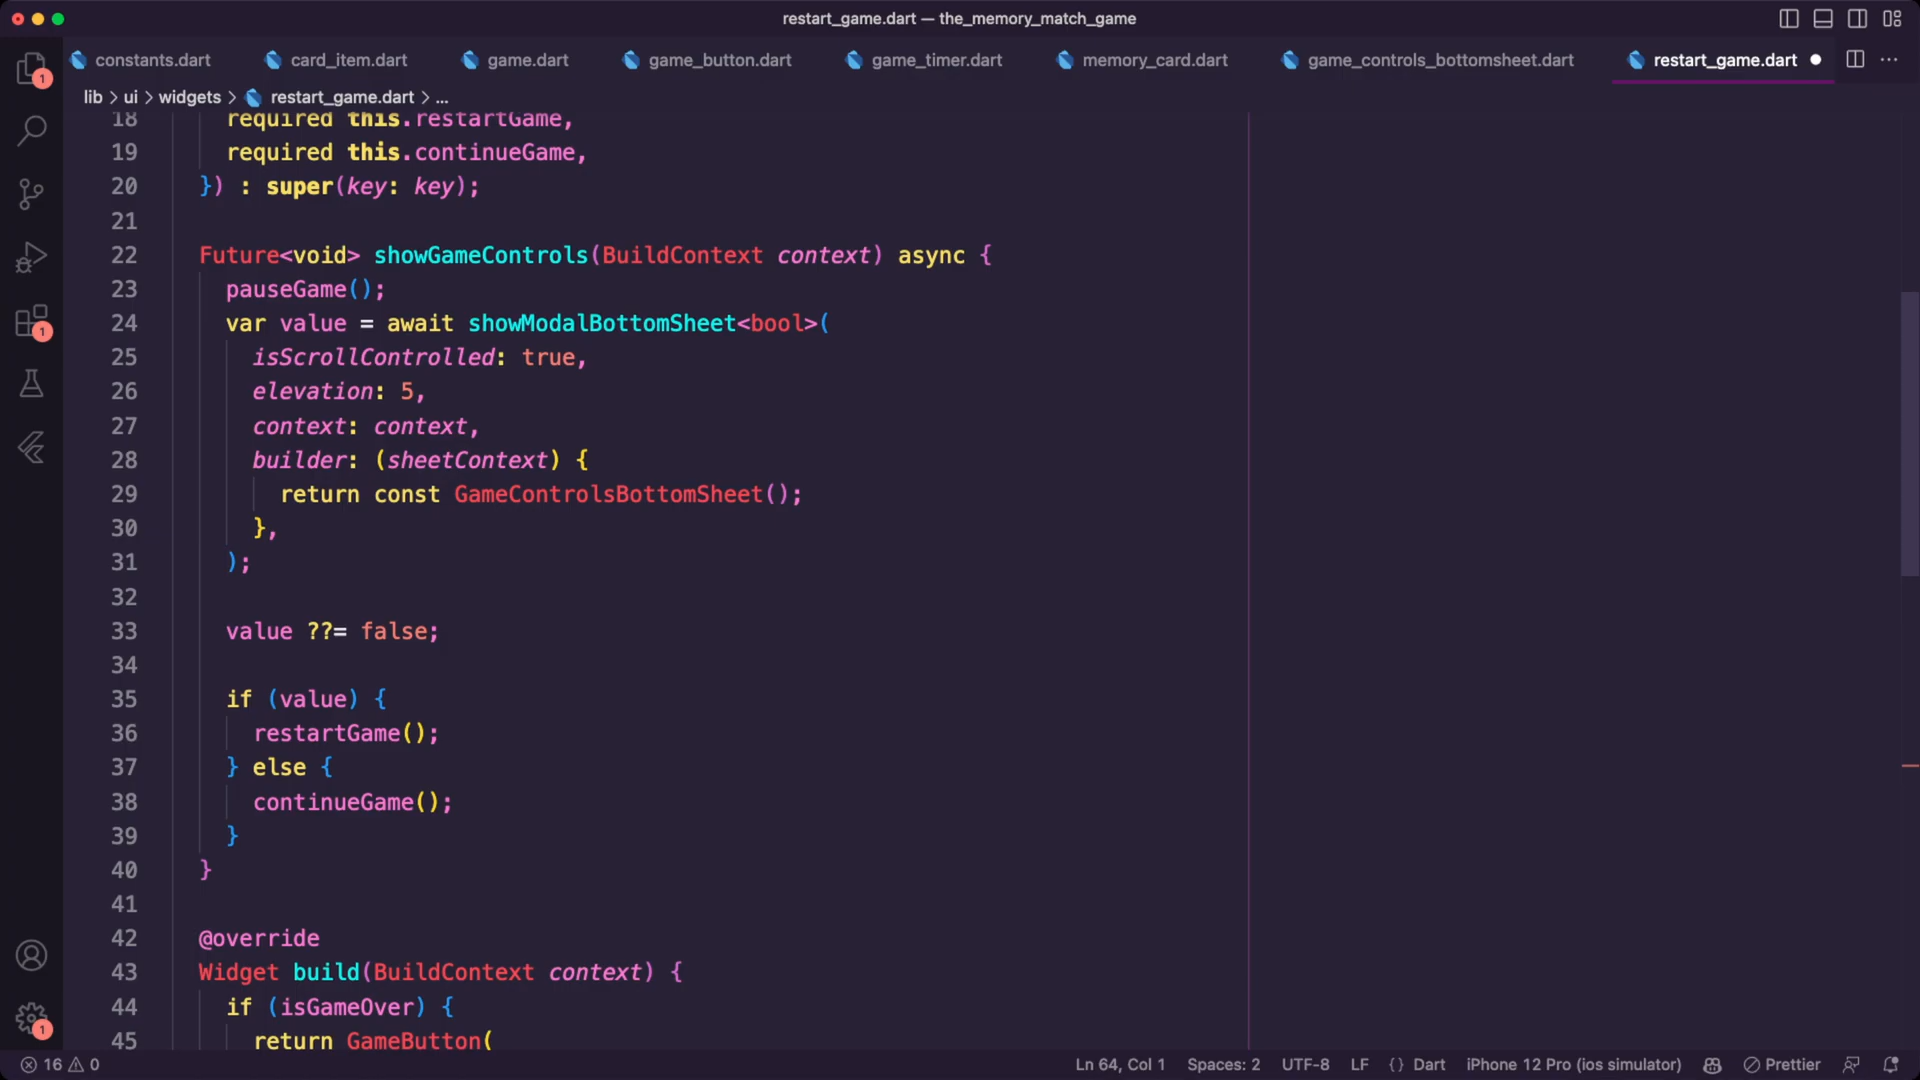 restart_game.dart — the_memory_match_game
constants.dart card_item.dart game.dart game_button.dart game_timer.dart memory_card.dart game_controls_bottomsheet.dart restart_game.dart
lib > ui > widgets > restart_game.dart > ...
18 required this.restartGame,
19 required this.continueGame,
20 }) : super(key: key);
21
22 Future<void> showGameControls(BuildContext context) async {
23 pauseGame();
24 var value = await showModalBottomSheet<bool>(
25 isScrollControlled: true,
26 elevation: 5,
27 context: context,
28 builder: (sheetContext) {
29 return const GameControlsBottomSheet();
30 },
31 );
32
33 value ??= false;
34
35 if (value) {
36 restartGame();
37 } else {
38 continueGame();
39 }
40 }
41
42 @override
43 Widget build(BuildContext context) {
44 if (isGameOver) {
45 return GameButton(
1
1
1
16 0 Ln 64, Col 1 Spaces: 2 UTF-8 LF {} Dart iPhone 12 Pro (ios simulator) Prettier